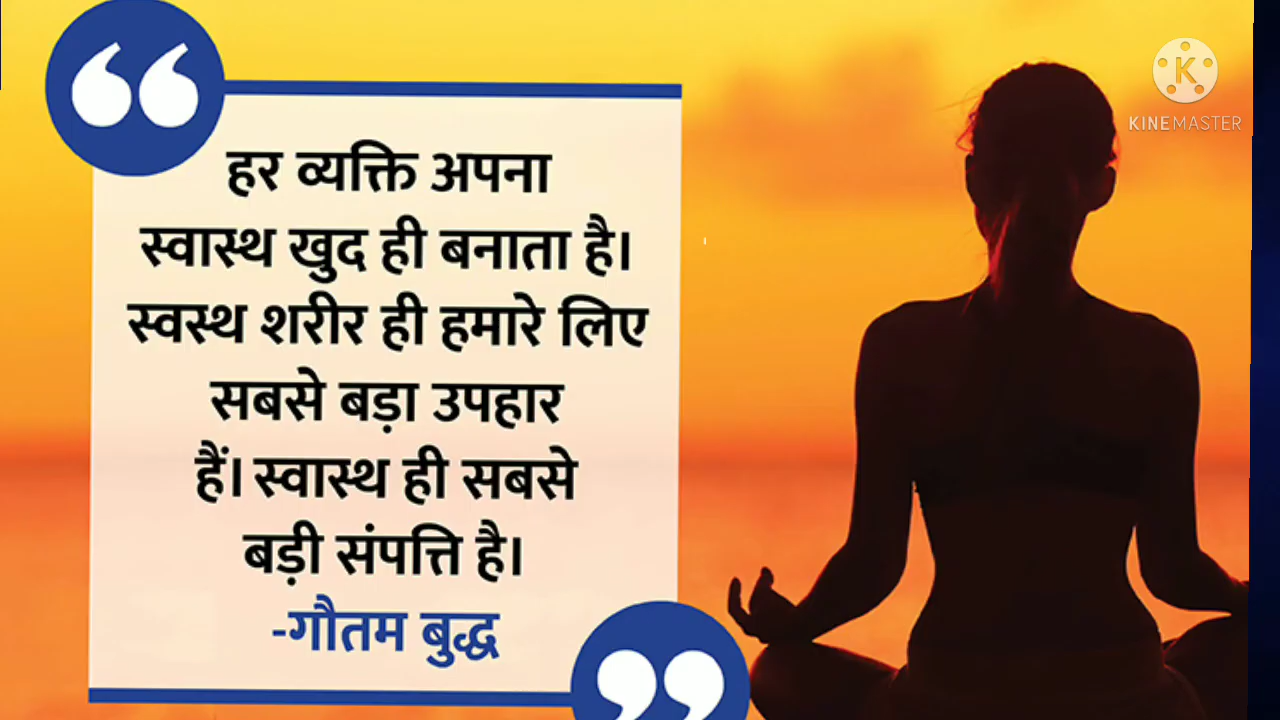 हर व्यक्ति अपना
स्वास्थ खुद ही बनाता है।
स्वस्थ शरीर ही हमारे लिए
सबसे बड़ा उपहार
हैं। स्वास्थ ही सबसे
बड़ी संपत्ति है।
-गौतम बुद्ध
K
KINEMASTER